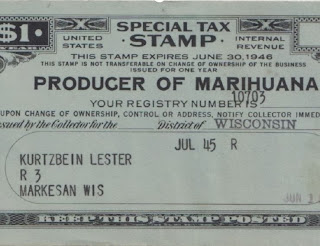 $1. SPECIAL TAX
YEAR UNITED STATES STAMP INTERNAL REVENUE
THIS STAMP EXPIRES JUNE 30, 1946
THIS STAMP IS NOT TRANSFERABLE ON CHANGE OF OWNERSHIP OF THE BUSINESS
ISSUED FOR ONE YEAR
PRODUCER OF MARIHUANA
YOUR REGISTRY NUMBER IS 10703
UPON CHANGE OF OWNERSHIP, CONTROL OR ADDRESS, NOTIFY COLLECTOR IMMED
Issued by the Collector for the District of WISCONSIN
JUL 45 R
KURTZBEIN LESTER
R 3
MARKESAN WIS
JUN
KEEP THIS STAMP POSTED